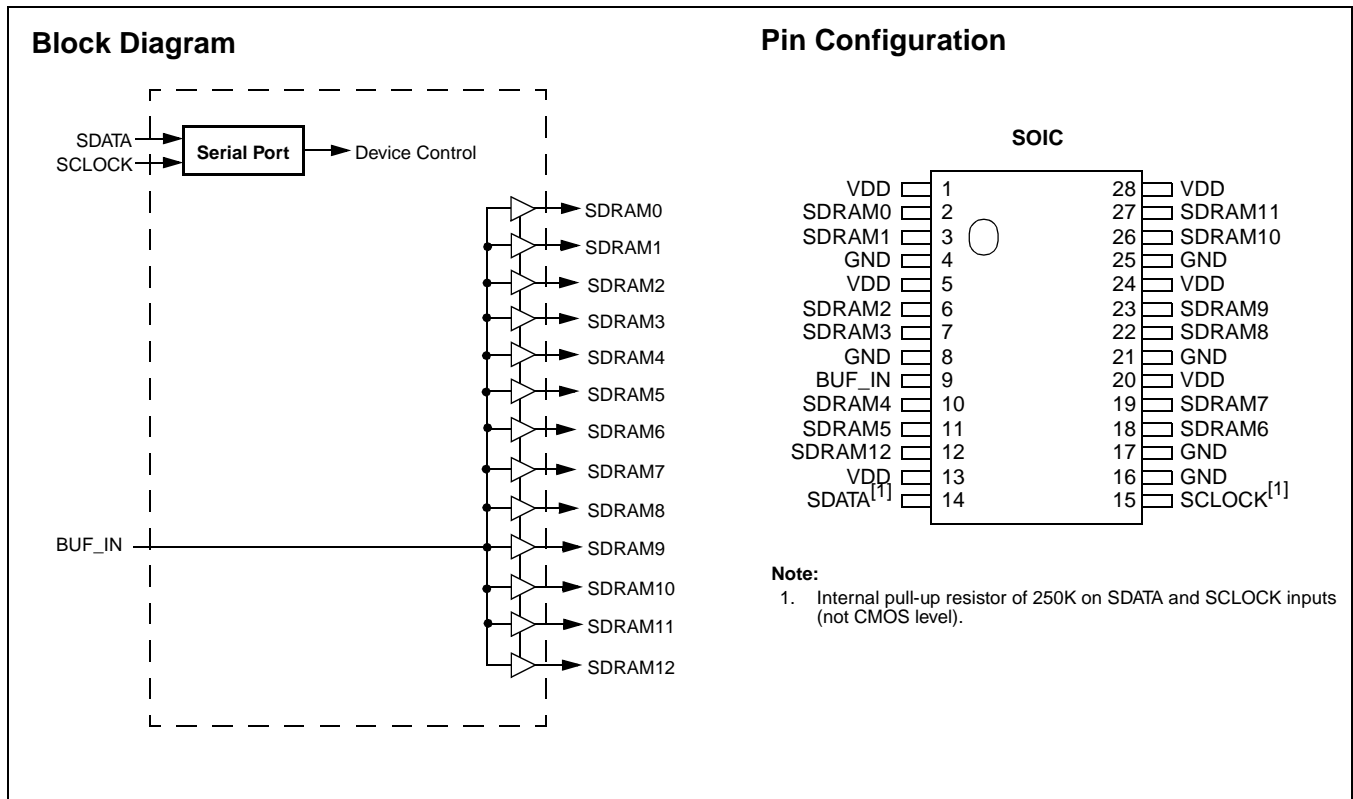 Block Diagram
SDATA
SCLOCK
Serial Port
Device Control
SDRAM0
SDRAM1
SDRAM2
SDRAM3
SDRAM4
SDRAM5
SDRAM6
SDRAM7
SDRAM8
BUF_IN
SDRAM9
SDRAM10
SDRAM11
SDRAM12
Pin Configuration
SOIC
VDD 1 28 VDD
SDRAM0 2 27 SDRAM11
SDRAM1 3 26 SDRAM10
GND 4 25 GND
VDD 5 24 VDD
SDRAM2 6 23 SDRAM9
SDRAM3 7 22 SDRAM8
GND 8 21 GND
BUF_IN 9 20 VDD
SDRAM4 10 19 SDRAM7
SDRAM5 11 18 SDRAM6
SDRAM12 12 17 GND
VDD 13 16 GND
SDATA[1] 14 15 SCLOCK[1]
Note:
1. Internal pull-up resistor of 250K on SDATA and SCLOCK inputs
(not CMOS level).